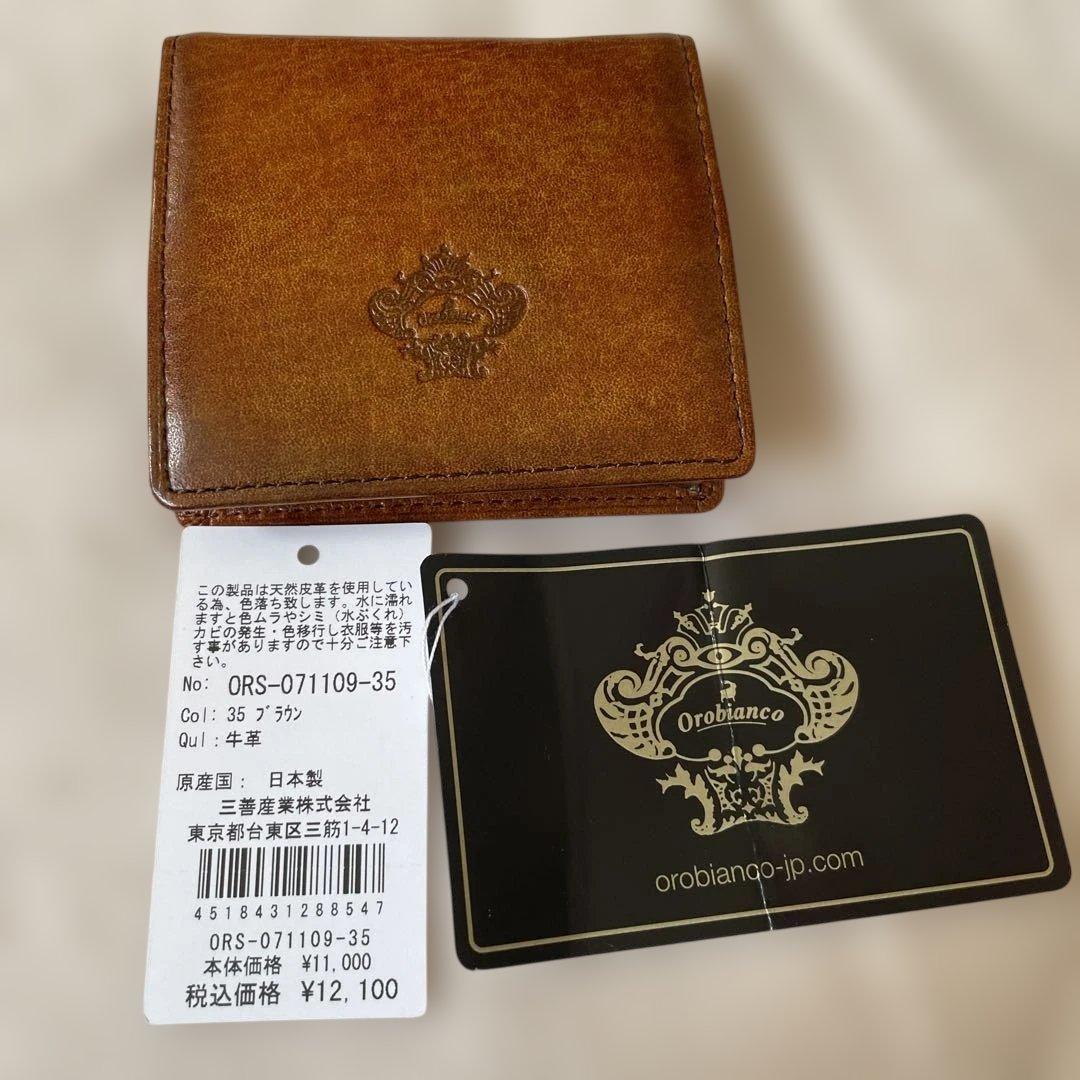 Orobianco
この製品は天然皮革を使用してい
る為、色落ち致します。水に濡れ
ますと色ムラやシミ（水ぶくれ）
カビの発生・色移行し衣服等を汚
す事がありますので十分ご注意下
さい。
No: ORS-071109-35
Col: 35 ﾌﾞﾗｳﾝ
Qul : 牛革
原産国： 日本製
三善産業株式会社
東京都台東区三筋1-4-12
4518431288547
ORS-071109-35
本体価格 ¥11,000
税込価格 ¥12,100
Orobianco
orobianco-jp.com